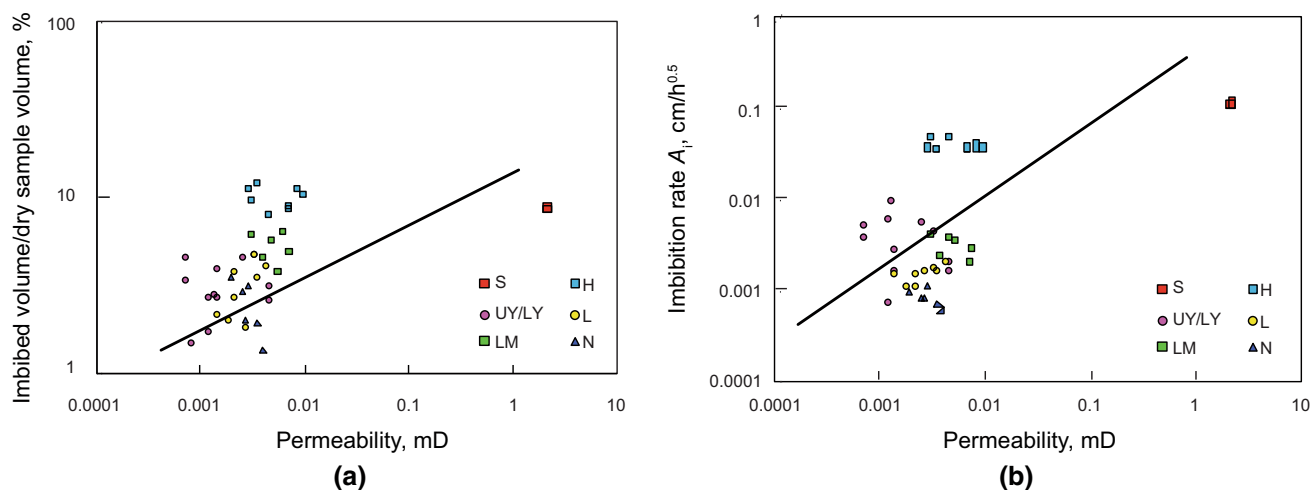 Imbibed volume/dry sample volume, %
100
10
1
0.0001
0.001
0.01
0.1
1
10
S
UY/LY
LM
H
L
N
Permeability, mD
(a)
Imbibition rate Ai, cm/h0.5
1
0.1
0.01
0.001
0.0001
0.0001
0.001
0.01
0.1
1
10
S
UY/LY
LM
H
L
N
Permeability, mD
(b)